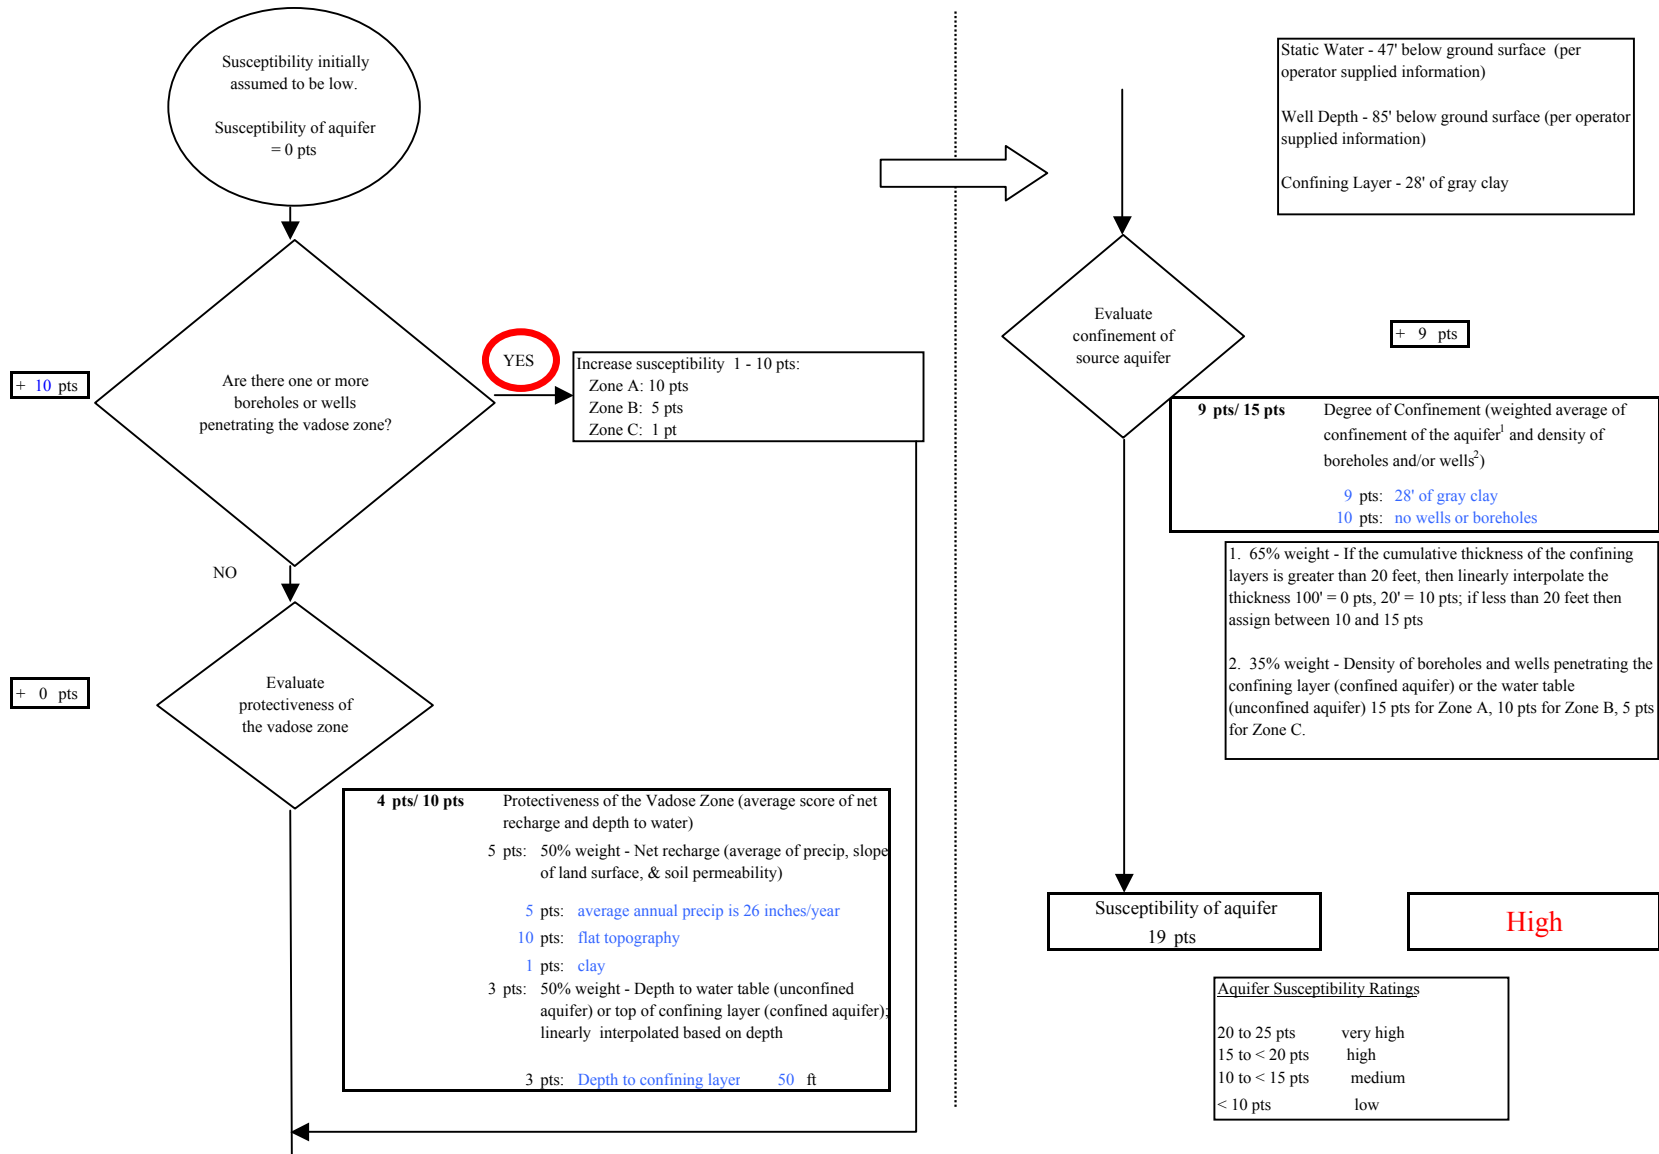 Susceptibility initially
assumed to be low.
Susceptibility of aquifer
= 0 pts
+ 10 pts
Are there one or more
boreholes or wells
penetrating the vadose zone?
YES
Increase susceptibility 1 - 10 pts:
Zone A: 10 pts
Zone B: 5 pts
Zone C: 1 pt
NO
+ 0 pts
Evaluate
protectiveness of
the vadose zone
4 pts/ 10 pts Protectiveness of the Vadose Zone (average score of net
recharge and depth to water)
5 pts: 50% weight - Net recharge (average of precip, slope
of land surface, & soil permeability)
5 pts: average annual precip is 26 inches/year
10 pts: flat topography
1 pts: clay
3 pts: 50% weight - Depth to water table (unconfined
aquifer) or top of confining layer (confined aquifer);
linearly interpolated based on depth
3 pts: Depth to confining layer 50 ft
Static Water - 47' below ground surface (per
operator supplied information)
Well Depth - 85' below ground surface (per operator
supplied information)
Confining Layer - 28' of gray clay
Evaluate
confinement of
source aquifer
+ 9 pts
9 pts/ 15 pts Degree of Confinement (weighted average of
confinement of the aquifer1 and density of
boreholes and/or wells2)
9 pts: 28' of gray clay
10 pts: no wells or boreholes
1. 65% weight - If the cumulative thickness of the confining
layers is greater than 20 feet, then linearly interpolate the
thickness 100' = 0 pts, 20' = 10 pts; if less than 20 feet then
assign between 10 and 15 pts
2. 35% weight - Density of boreholes and wells penetrating the
confining layer (confined aquifer) or the water table
(unconfined aquifer) 15 pts for Zone A, 10 pts for Zone B, 5 pts
for Zone C.
Susceptibility of aquifer
19 pts
High
Aquifer Susceptibility Ratings
20 to 25 pts very high
15 to < 20 pts high
10 to < 15 pts medium
< 10 pts low